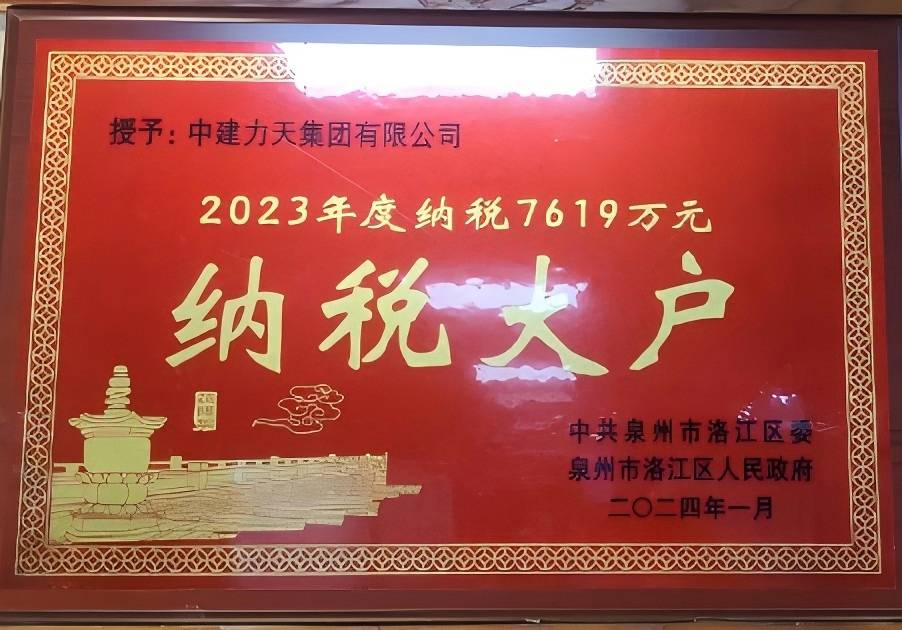 授予：中建力天集团有限公司
2023年度纳税7619万元
纳税大户
中共泉州市洛江区委
泉州市洛江区人民政府
二〇二四年一月